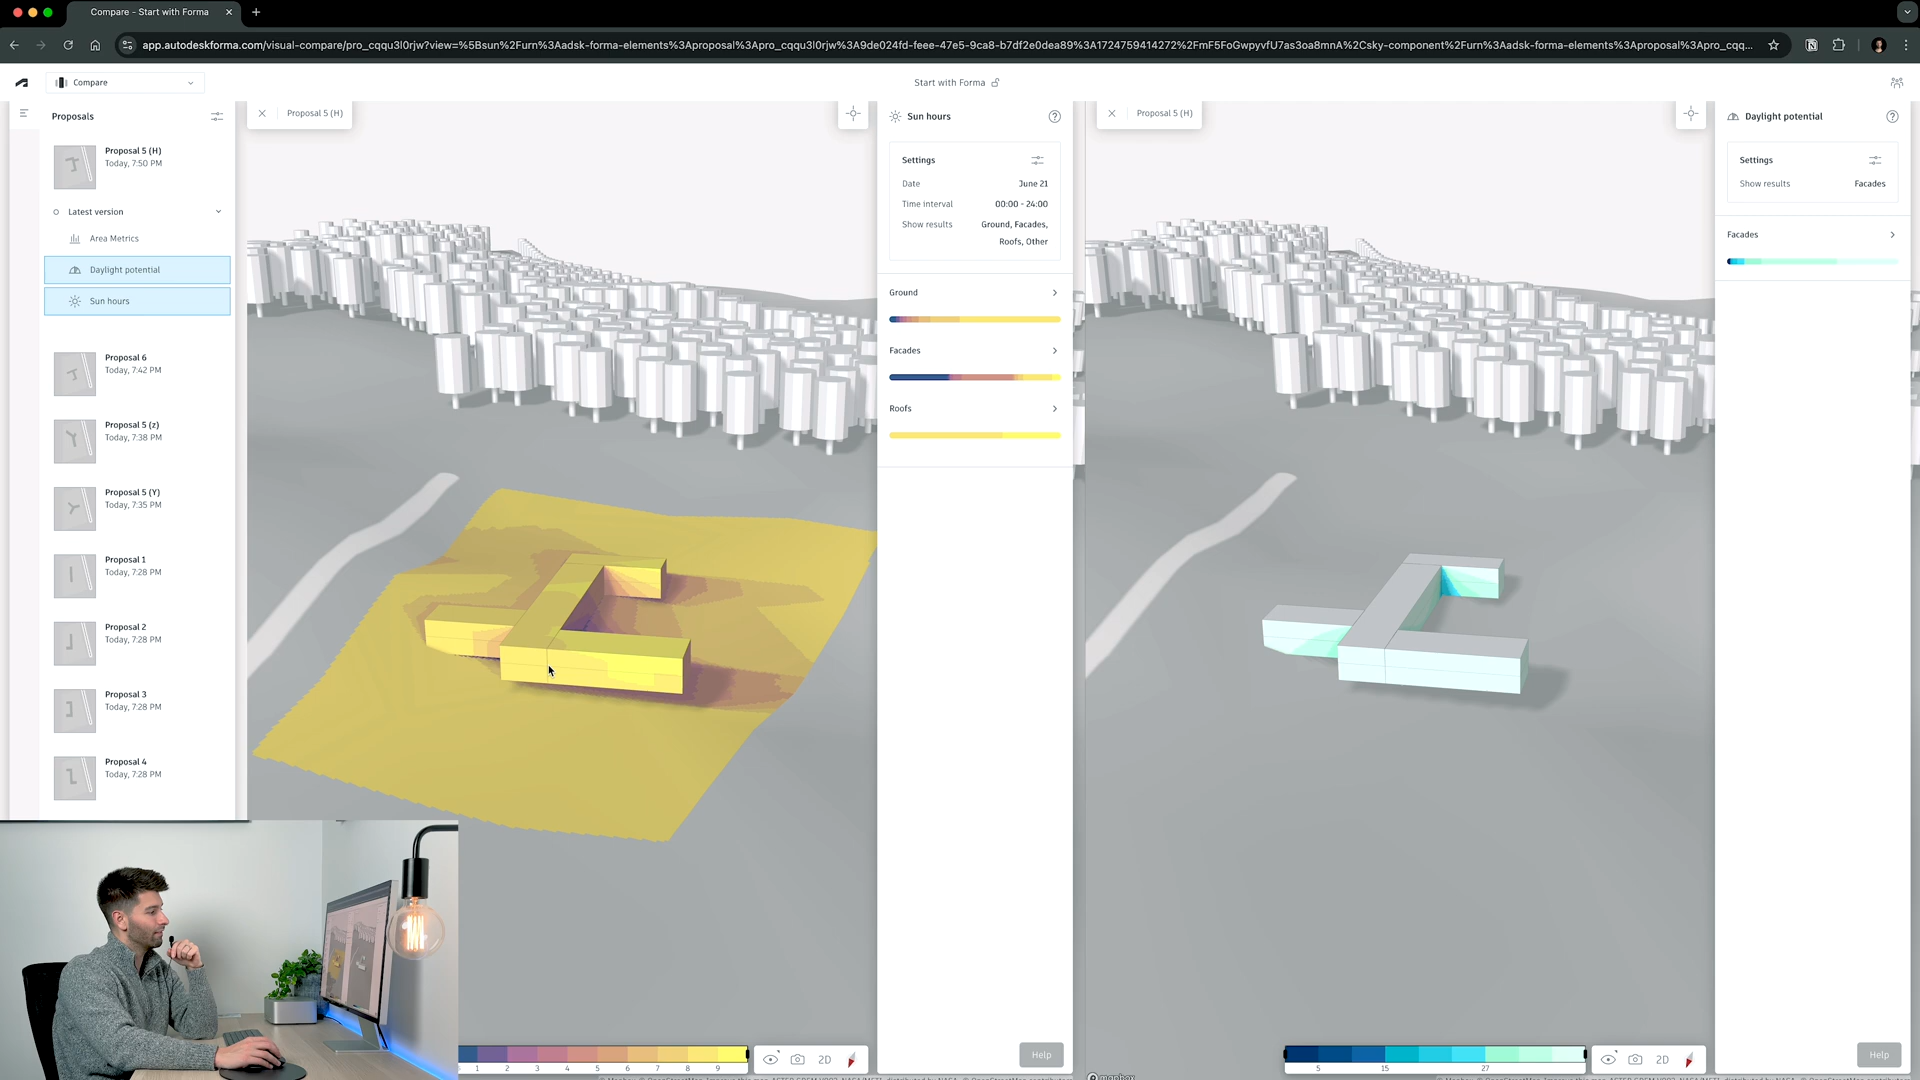 Compare - Start with Forma
app.autodeskforma.com/visual-compare/pro_cqqu3l0rjw?view=%5Bsun%2Furn%3Aadsk-forma-elements%3Aproposal%3Apro_cqqu3l0rjw%3A9de024fd-feee-47e5-9ca8-b7df2e0dea89%3A1724759414272%2FmF5FoGwpyvfU7as3oa8mnA%2Csky-component%2Furn%3Aadsk-forma-elements%3Aproposal%3Apro_cqq...
Compare
Start with Forma
Proposals
Proposal 5 (H)
Today, 7:50 PM
Latest version
Area Metrics
Daylight potential
Sun hours
Proposal 6
Today, 7:42 PM
Proposal 5 (z)
Today, 7:38 PM
Proposal 5 (Y)
Today, 7:35 PM
Proposal 1
Today, 7:28 PM
Proposal 2
Today, 7:28 PM
Proposal 3
Today, 7:28 PM
Proposal 4
Today, 7:28 PM
Proposal 5 (H)
Sun hours
Settings
Date June 21
Time interval 00:00 - 24:00
Show results Ground, Facades,
Roofs, Other
Ground
Facades
Roofs
1 2 3 4 5 6 7 8 9
2D
Help
Proposal 5 (H)
Daylight potential
Settings
Show results Facades
Facades
mapbox
5 15 27
2D
Help